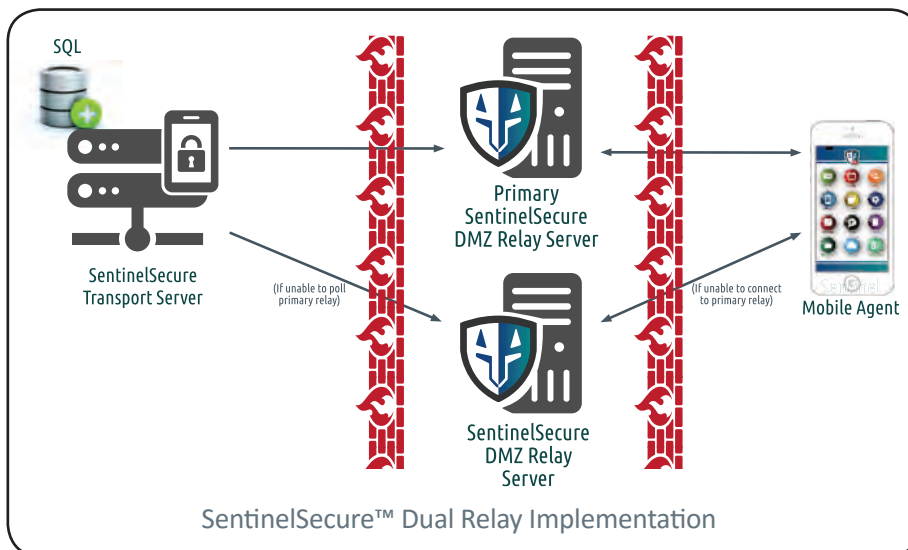 SQL
SentinelSecure
Transport Server
Primary
SentinelSecure
DMZ Relay Server
(If unable to poll
primary relay)
SentinelSecure
DMZ Relay
Server
(If unable to connect
to primary relay)
Sentinel
Mobile Agent
SentinelSecure™ Dual Relay Implementation